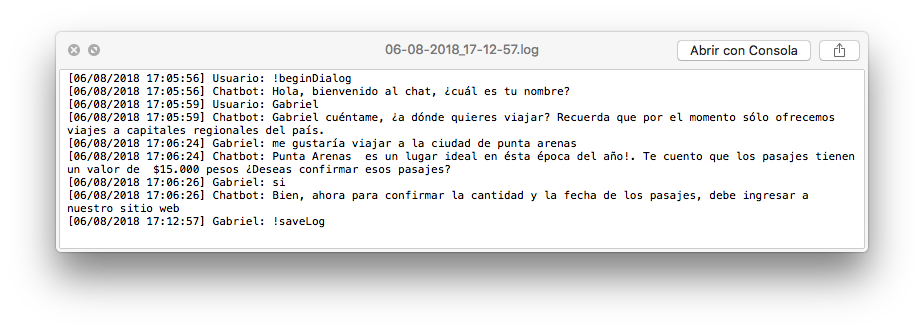 06-08-2018_17-12-57.log
Abrir con Consola
[06/08/2018 17:05:56] Usuario: !beginDialog
[06/08/2018 17:05:56] Chatbot: Hola, bienvenido al chat, ¿cuál es tu nombre?
[06/08/2018 17:05:59] Usuario: Gabriel
[06/08/2018 17:05:59] Chatbot: Gabriel cuéntame, ¿a dónde quieres viajar? Recuerda que por el momento sólo ofrecemos
viajes a capitales regionales del país.
[06/08/2018 17:06:24] Gabriel: me gustaría viajar a la ciudad de punta arenas
[06/08/2018 17:06:24] Chatbot: Punta Arenas  es un lugar ideal en ésta época del año!. Te cuento que los pasajes tienen
un valor de  $15.000 pesos ¿Deseas confirmar esos pasajes?
[06/08/2018 17:06:26] Gabriel: si
[06/08/2018 17:06:26] Chatbot: Bien, ahora para confirmar la cantidad y la fecha de los pasajes, debe ingresar a
nuestro sitio web
[06/08/2018 17:12:57] Gabriel: !saveLog